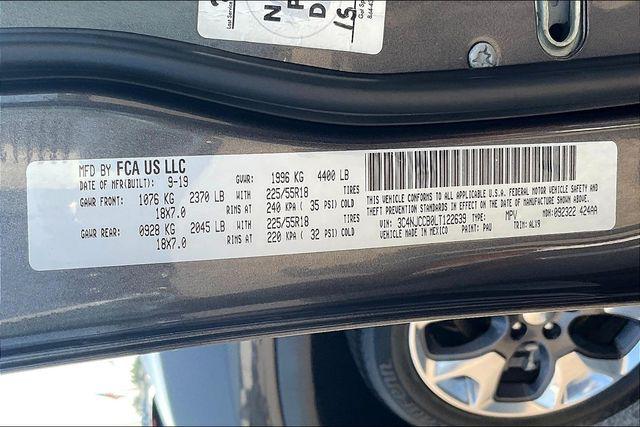 Last Service
N
MFD BY FCA US LLC
DATE OF MFR(BUILT): 9-19 GVWR: 1996 KG 4400 LB
GAWR FRONT: 1076 KG 2370 LB WITH 225/55R18 TIRES
18X7.0 RIMS AT 240 KPA ( 35 PSI) COLD
GAWR REAR: 0928 KG 2045 LB WITH 225/55R18 TIRES
18X7.0 RIMS AT 220 KPA ( 32 PSI) COLD
THIS VEHICLE CONFORMS TO ALL APPLICABLE U.S.A. FEDERAL MOTOR VEHICLE SAFETY AND
THEFT PREVENTION STANDARDS IN EFFECT ON THE DATE OF MANUFACTURE SHOWN ABOVE.
VIN: 3C4NJCCB0LT122639 TYPE: MPV MDH: 092322 424AA
VEHICLE MADE IN MEXICO PAINT: PAU TRIM: ALX9